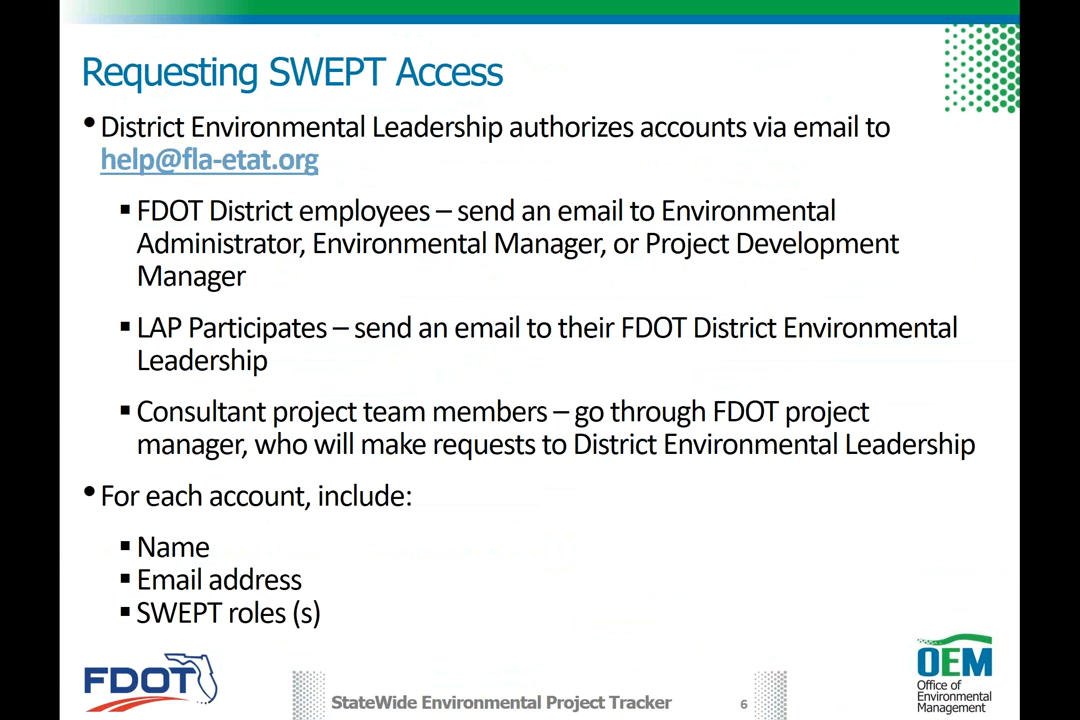 Requesting SWEPT Access
• District Environmental Leadership authorizes accounts via email to
help@fla-etat.org
▪ FDOT District employees – send an email to Environmental
Administrator, Environmental Manager, or Project Development
Manager
▪ LAP Participates – send an email to their FDOT District Environmental
Leadership
▪ Consultant project team members – go through FDOT project
manager, who will make requests to District Environmental Leadership
• For each account, include:
▪ Name
▪ Email address
▪ SWEPT roles (s)
FDOT
StateWide Environmental Project Tracker
6
OEM
Office of
Environmental
Management